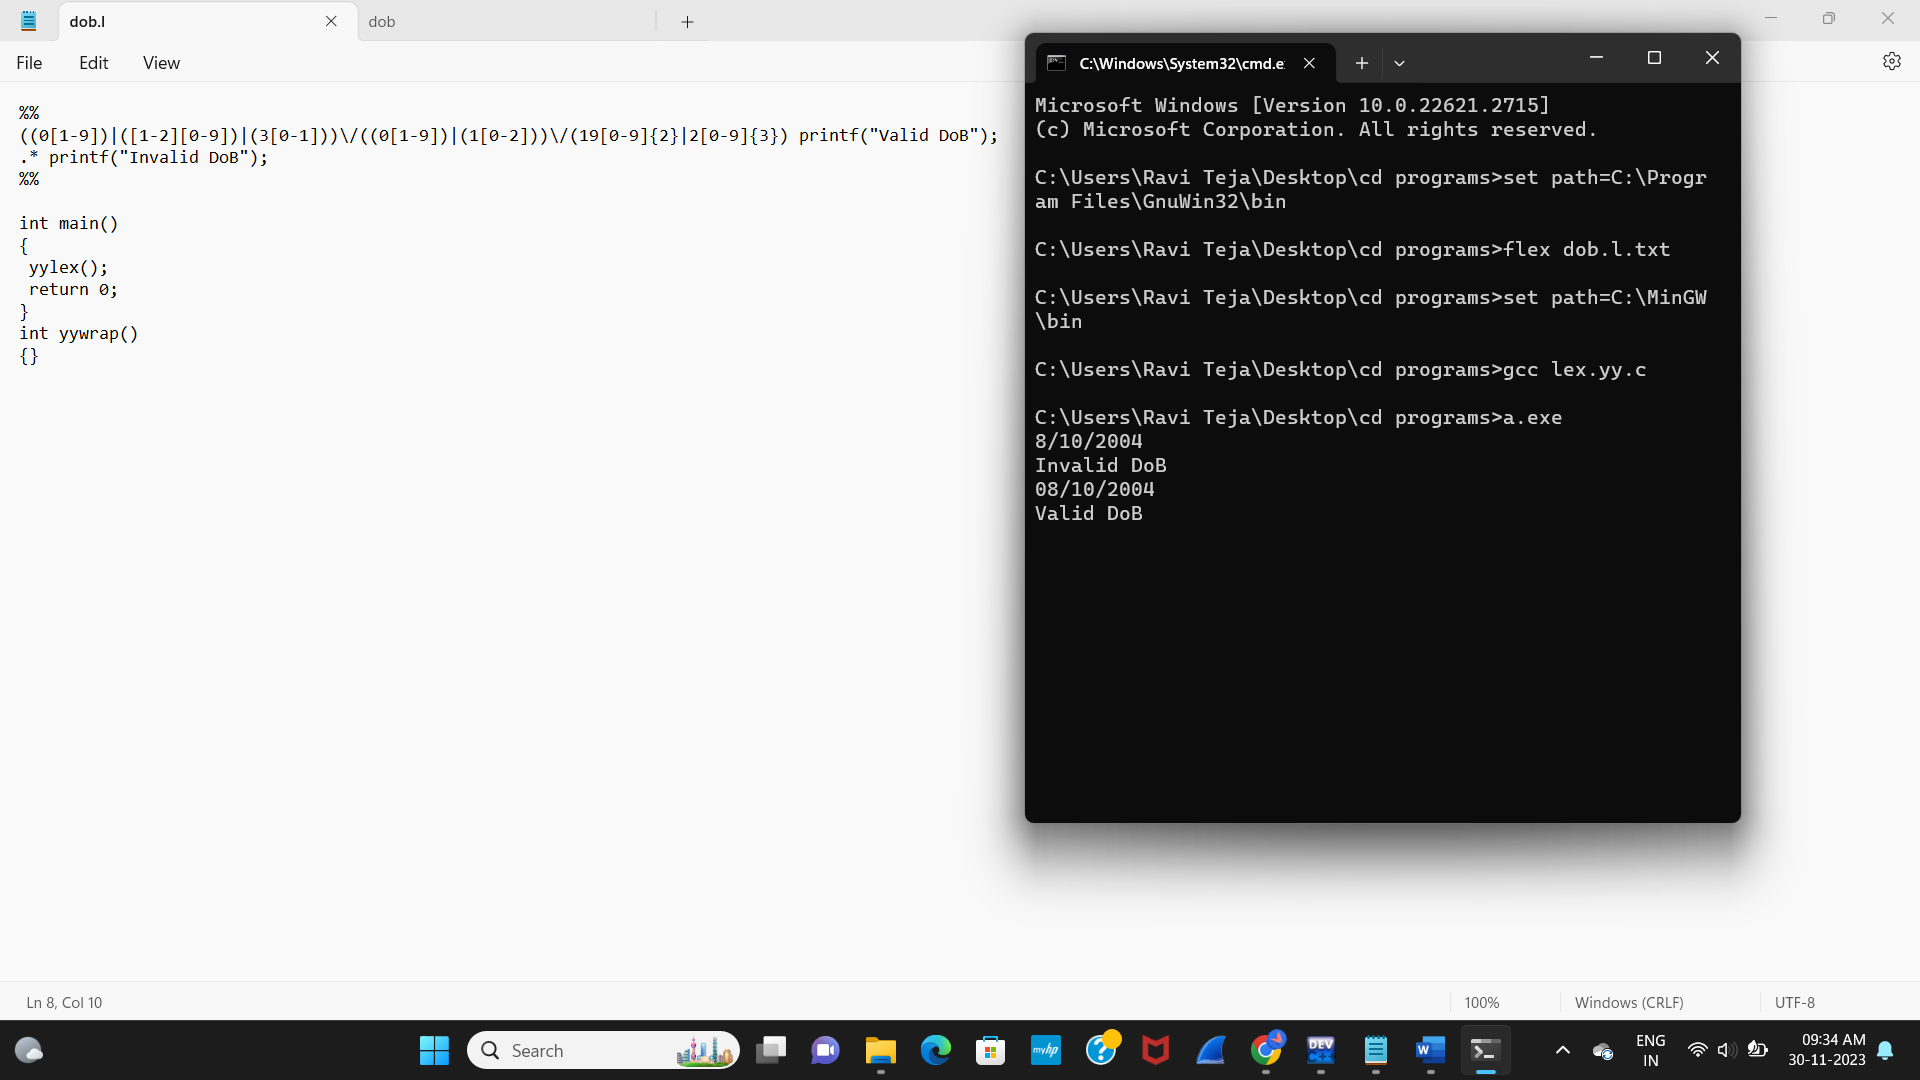 dob.l
dob
File Edit View
%%
((0[1-9])|([1-2][0-9])|(3[0-1]))\/((0[1-9])|(1[0-2]))\/(19[0-9]{2}|2[0-9]{3}) printf("Valid DoB");
.* printf("Invalid DoB");
%%
int main()
{
yylex();
return 0;
}
int yywrap()
{}
C:\Windows\System32\cmd.e
Microsoft Windows [Version 10.0.22621.2715]
(c) Microsoft Corporation. All rights reserved.
C:\Users\Ravi Teja\Desktop\cd programs>set path=C:\Progr
am Files\GnuWin32\bin
C:\Users\Ravi Teja\Desktop\cd programs>flex dob.l.txt
C:\Users\Ravi Teja\Desktop\cd programs>set path=C:\MinGW
\bin
C:\Users\Ravi Teja\Desktop\cd programs>gcc lex.yy.c
C:\Users\Ravi Teja\Desktop\cd programs>a.exe
8/10/2004
Invalid DoB
08/10/2004
Valid DoB
Ln 8, Col 10
100%
Windows (CRLF)
UTF-8
Search
myhp
DEV
W
ENG
IN
09:34 AM
30-11-2023